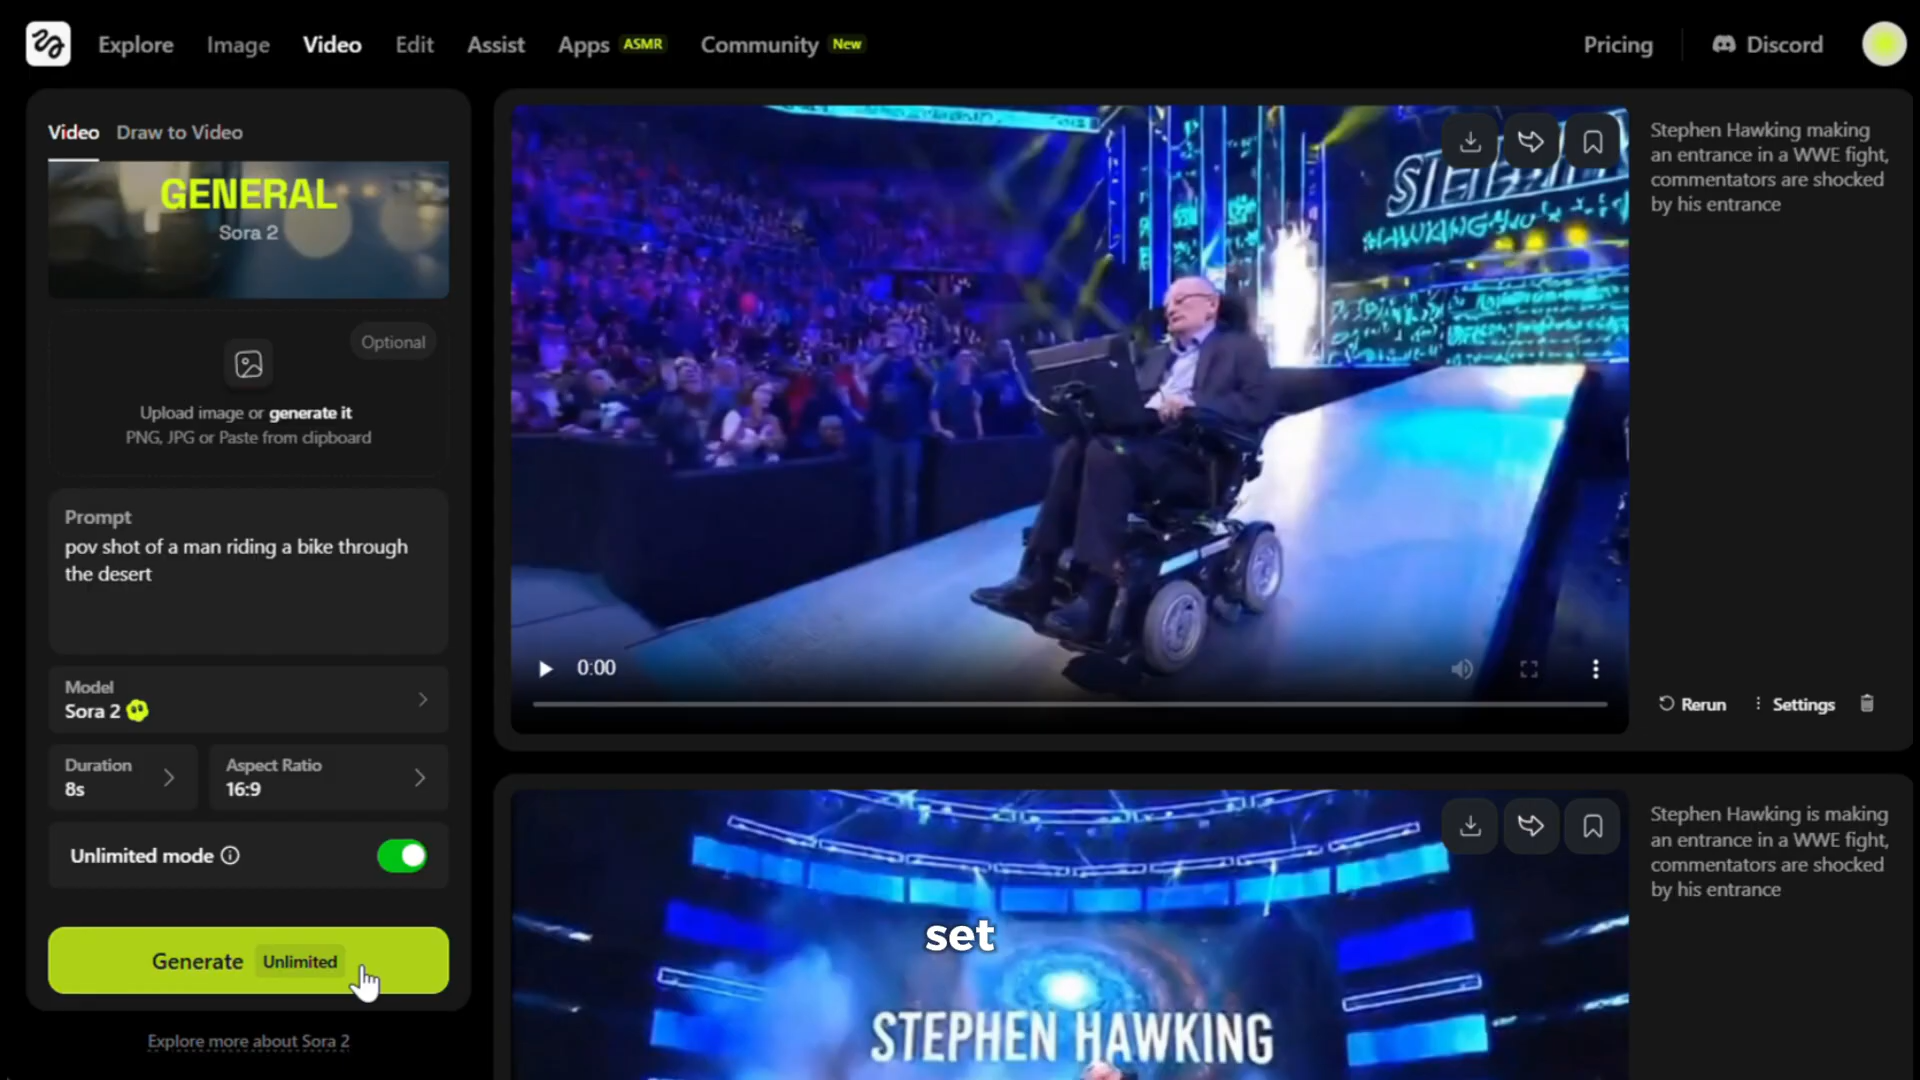 Explore
Image
Video
Edit
Assist
Apps ASMR
Community New
Pricing
Discord
Video
Draw to Video
GENERAL
Sora 2
Optional
Upload image or generate it
PNG, JPG or Paste from clipboard
Prompt
pov shot of a man riding a bike through
the desert
Model
Sora 2
Duration
8s
Aspect Ratio
16:9
Unlimited mode
Generate Unlimited
Explore more about Sora 2
0:00
Stephen Hawking making
an entrance in a WWE fight,
commentators are shocked
by his entrance
Rerun
Settings
set
STEPHEN HAWKING
Stephen Hawking is making
an entrance in a WWE fight,
commentators are shocked
by his entrance